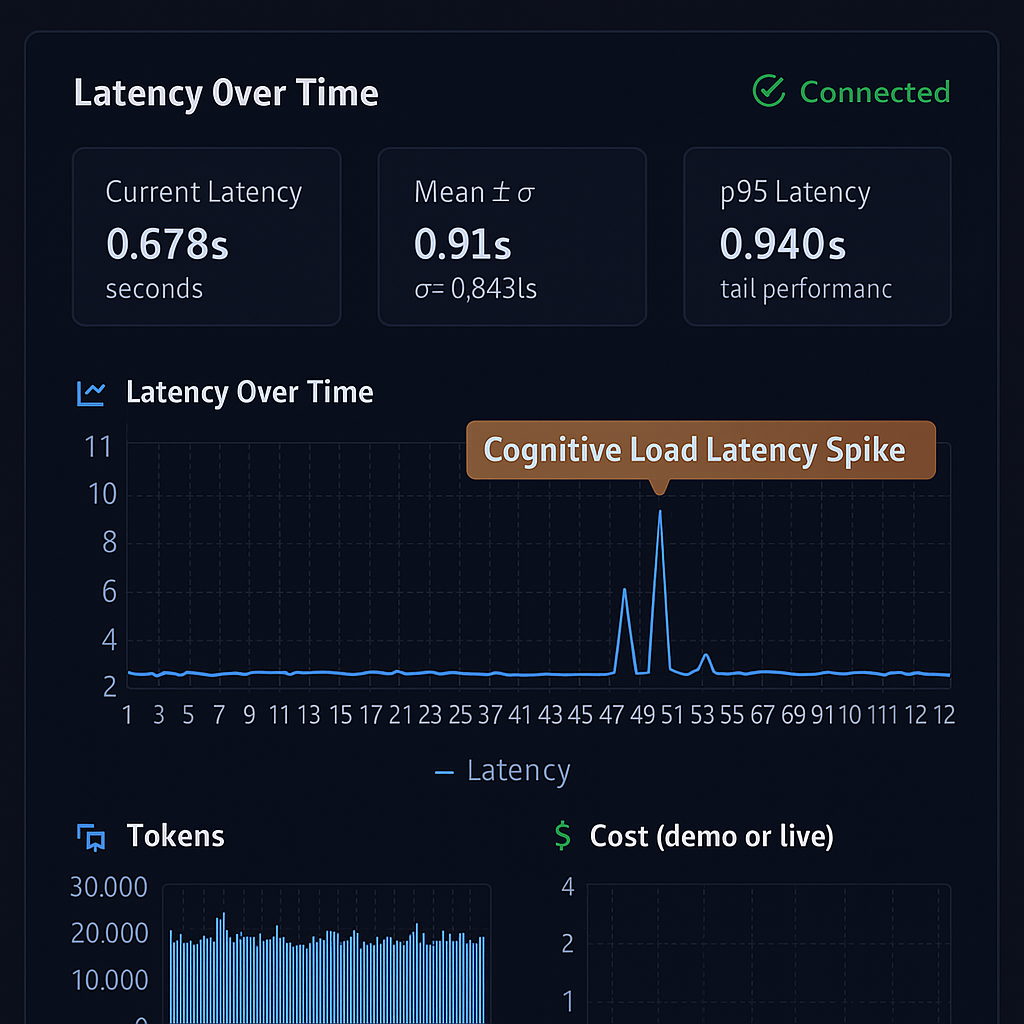 Latency Over Time
Connected
Current Latency
0.678s
seconds
Mean ± σ
0.91s
σ= 0,843ls
p95 Latency
0.940s
tail performanc
Latency Over Time
Cognitive Load Latency Spike
11
10
8
6
4
2
1 3 5 7 9 11 13 15 17 21 23 25 37 41 43 45 47 49 51 53 55 67 69 91 10 111 12 12
Latency
Tokens
30.000
20.000
10.000
0
$ Cost (demo or live)
4
2
1